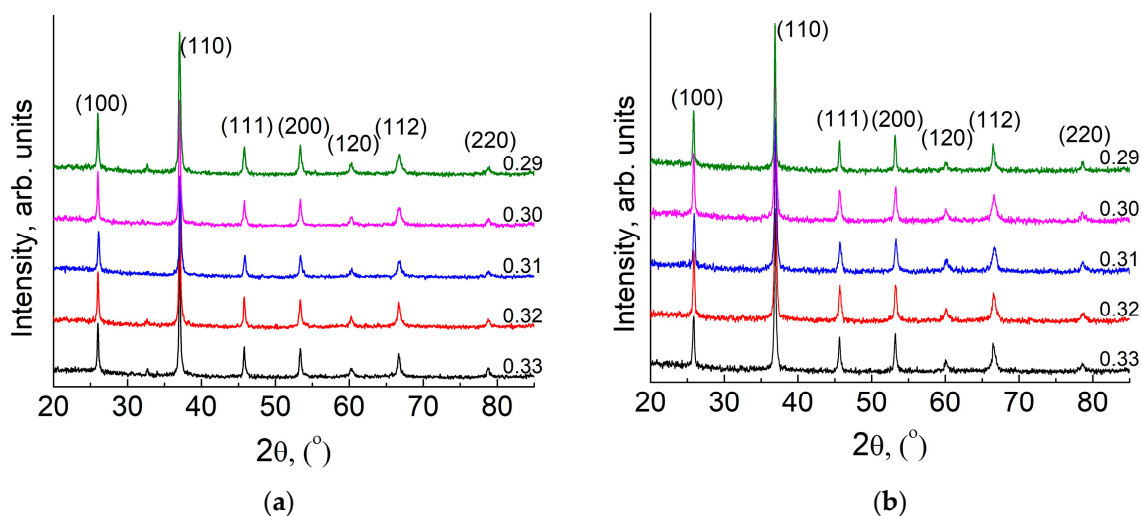 Intensity, arb. units
(110)
(100)
(111) (200) (120) (112) (220)
0.29
0.30
0.31
0.32
0.33
20 30 40 50 60 70 80
2θ, (°)
(a)
Intensity, arb. units
(110)
(100)
(111) (200) (120) (112) (220)
0.29
0.30
0.31
0.32
0.33
20 30 40 50 60 70 80
2θ, (°)
(b)